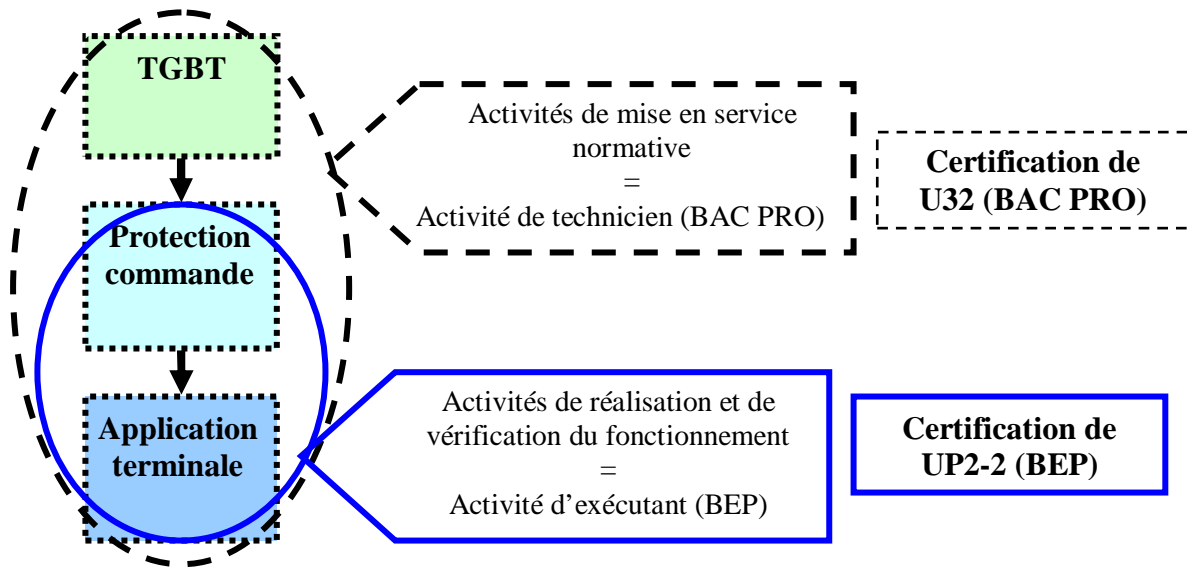 TGBT
Protection
commande
Application
terminale
Activités de mise en service
normative
=
Activité de technicien (BAC PRO)
Certification de
U32 (BAC PRO)
Activités de réalisation et de
vérification du fonctionnement
=
Activité d’exécutant (BEP)
Certification de
UP2-2 (BEP)